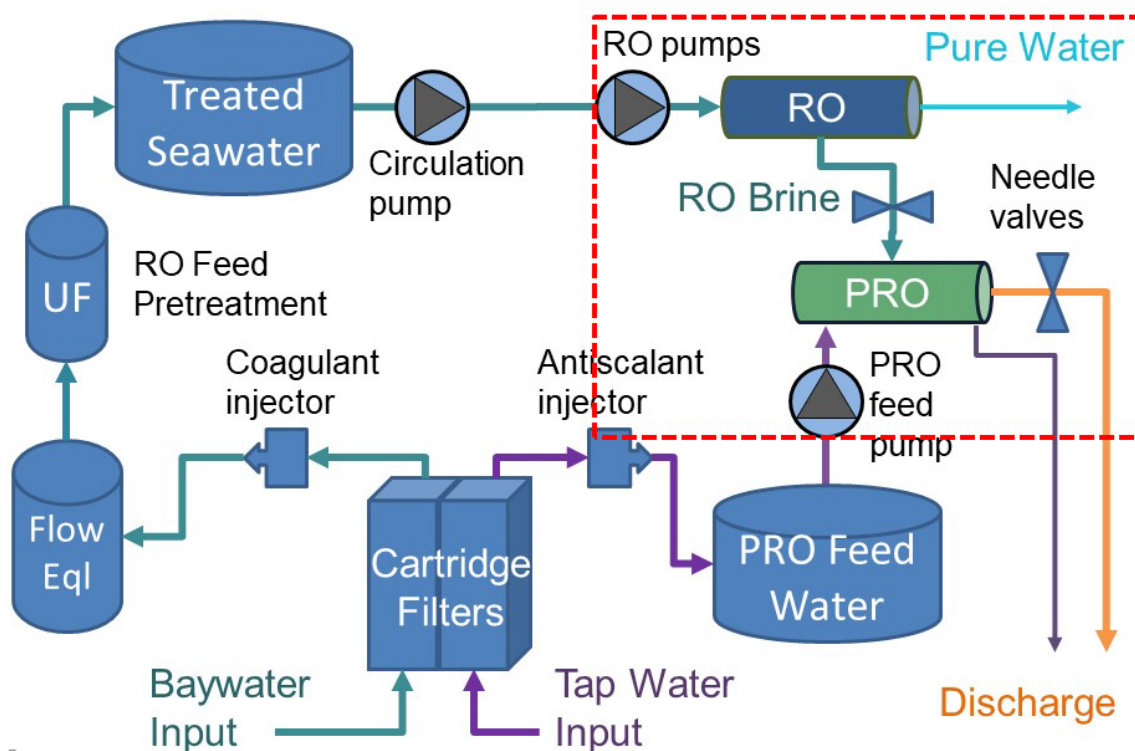 RO pumps
Pure Water
Treated
Seawater
RO
Circulation
pump
RO Brine
Needle
valves
UF
RO Feed
Pretreatment
PRO
Coagulant
injector
Antiscalant
injector
PRO
feed
pump
Flow
Eql
Cartridge
Filters
PRO Feed
Water
Baywater
Input
Tap Water
Input
Discharge